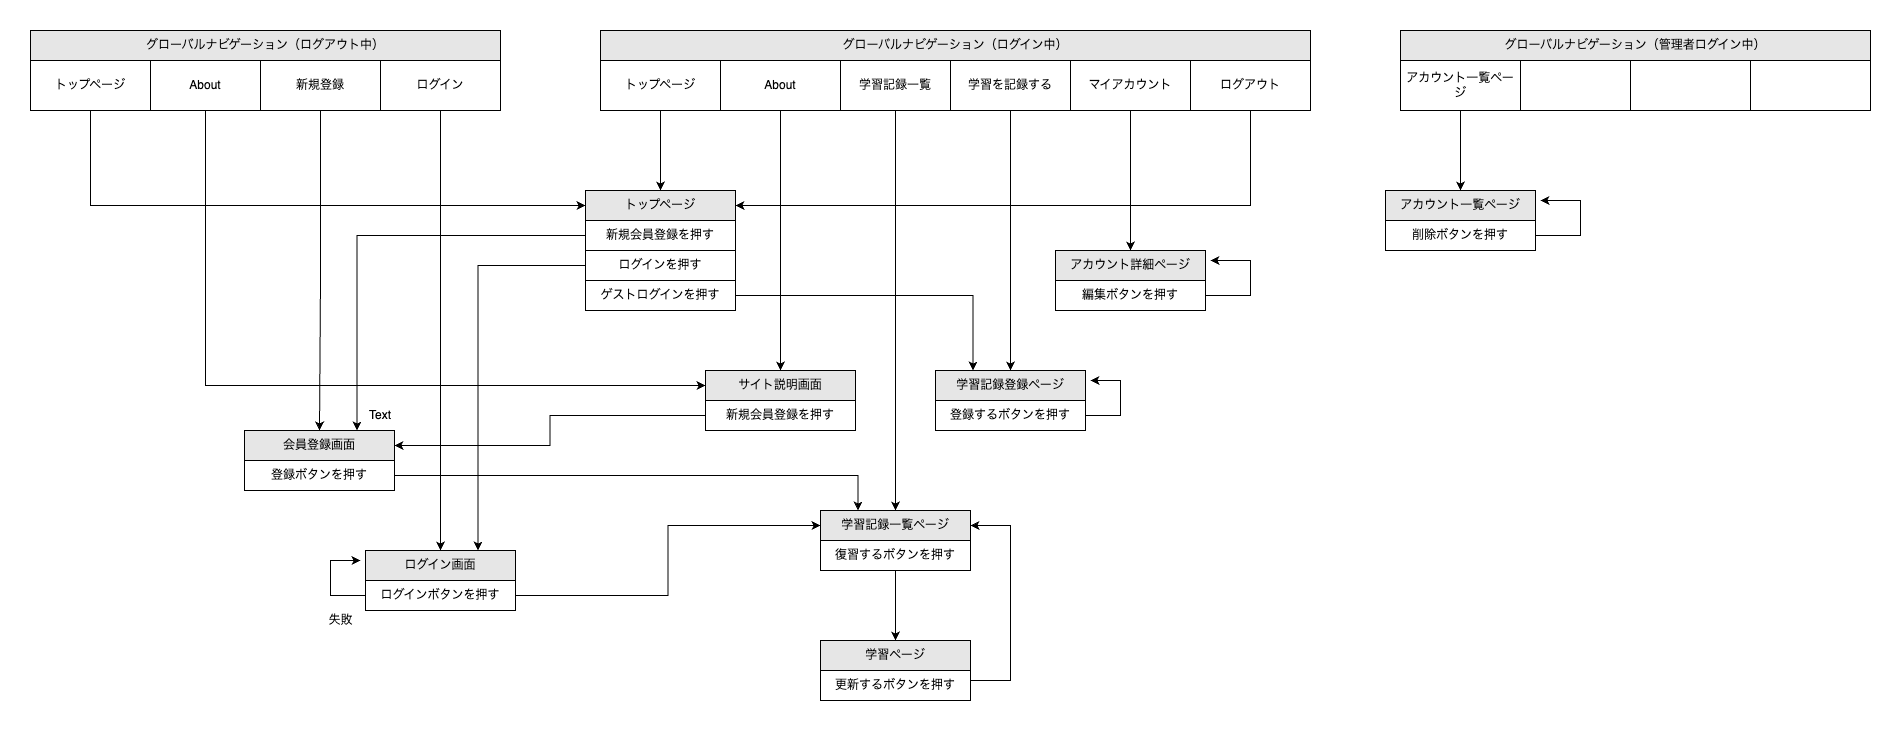 グローバルナビゲーション（ログアウト中）
トップページ
About
新規登録
ログイン
グローバルナビゲーション（ログイン中）
トップページ
About
学習記録一覧
学習を記録する
マイアカウント
ログアウト
グローバルナビゲーション（管理者ログイン中）
アカウント一覧ペー
ジ
トップページ
新規会員登録を押す
ログインを押す
ゲストログインを押す
アカウント一覧ページ
削除ボタンを押す
アカウント詳細ページ
編集ボタンを押す
サイト説明画面
新規会員登録を押す
学習記録登録ページ
登録するボタンを押す
Text
会員登録画面
登録ボタンを押す
学習記録一覧ページ
復習するボタンを押す
ログイン画面
ログインボタンを押す
失敗
学習ページ
更新するボタンを押す